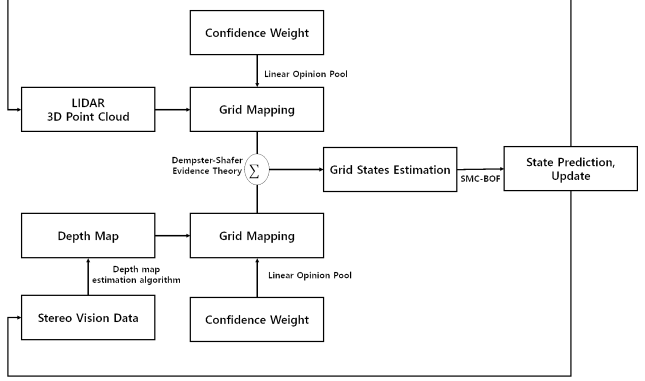 Confidence Weight
Linear Opinion Pool
LIDAR
3D Point Cloud
Grid Mapping
Dempster-Shafer
Evidence Theory
∑
Grid States Estimation
SMC-BOF
State Prediction,
Update
Depth Map
Grid Mapping
Depth map
estimation algorithm
Linear Opinion Pool
Stereo Vision Data
Confidence Weight